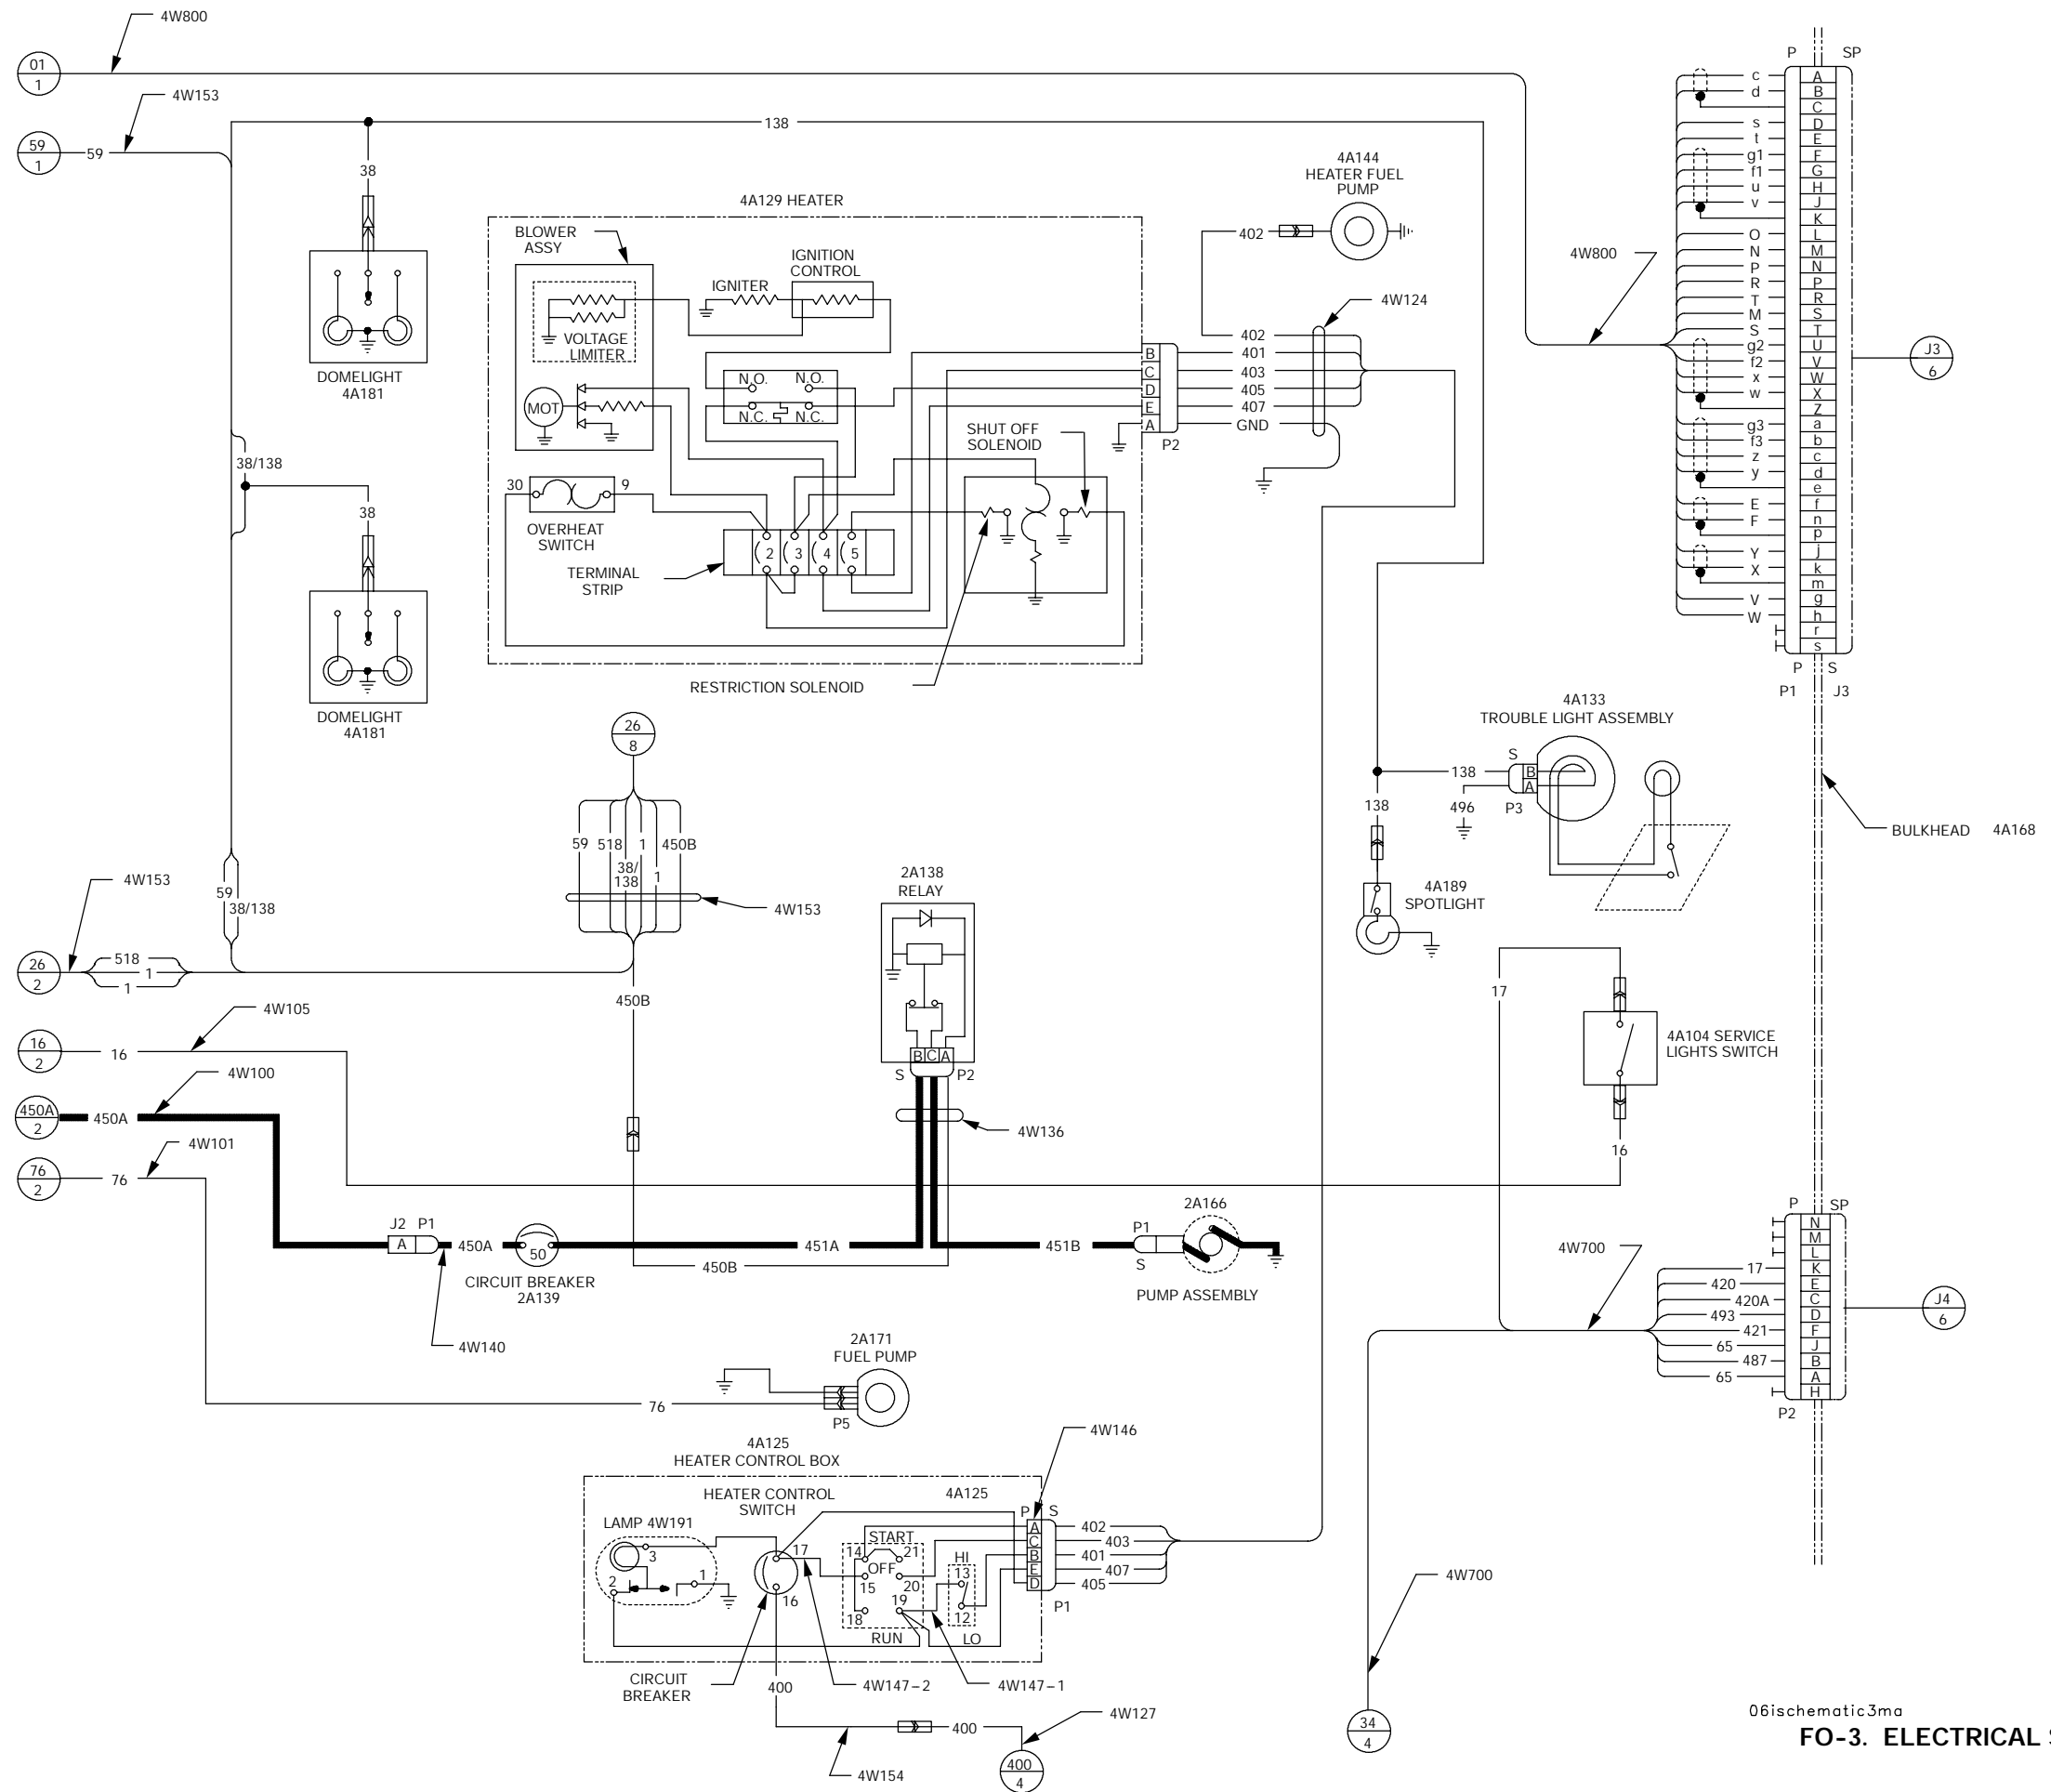 4W800
01
1
4W153
59
1
59
138
38
DOMELIGHT
4A181
38/138
38
DOMELIGHT
4A181
4A129 HEATER
BLOWER
ASSY
IGNITION
CONTROL
IGNITER
VOLTAGE
LIMITER
MOT
N.O. N.O.
N.C. N.C.
30 9
OVERHEAT
SWITCH
TERMINAL
STRIP
2 3 4 5
SHUT OFF
SOLENOID
RESTRICTION SOLENOID
B
C
D
E
A
P2
4A144
HEATER FUEL
PUMP
402
4W124
402
401
403
405
407
GND
4W800
P SP
c A
d B
C
s D
t E
g1 F
f1 G
u H
v J
K
O L
N M
P N
R P
T R
M S
S T
g2 U
f2 V
x W
w X
Z
g3 a
f3 b
z c
y d
e
E f
F n
p
Y j
X k
m
V g
W h
r
s
P S
P1 J3
J3
6
4A133
TROUBLE LIGHT ASSEMBLY
S
138 B
A
496 P3
138
4A189
SPOTLIGHT
BULKHEAD 4A168
26
8
59 518 1 450B
38/
138
1
4W153
4W153
59
38/138
26
2
518
1
1
450B
2A138
RELAY
B C A
S P2
4W136
4W105
16
2
16
4W100
450A
2
450A
4W101
76
2
76
J2 P1
A
450A
50
CIRCUIT BREAKER
2A139
4W140
451A
450B
451B
P1
S
2A166
PUMP ASSEMBLY
2A171
FUEL PUMP
76
P5
17
4A104 SERVICE
LIGHTS SWITCH
16
P SP
N
M
L
17 K
420 E
420A C
493 D
421 F
65 J
487 B
65 A
H
P2
4W700
J4
6
4A125
HEATER CONTROL BOX
4W146
HEATER CONTROL
SWITCH
4A125
LAMP 4W191
3
2
1
17
16
START
14 21
OFF
15 20
18 19
RUN
HI
13
12
LO
P S
A 402
C 403
B 401
E 407
D 405
P1
CIRCUIT
BREAKER
400
4W147-2
4W147-1
400
4W127
400
4
4W154
4W700
34
4
06ischematic3ma
FO-3. ELECTRICAL